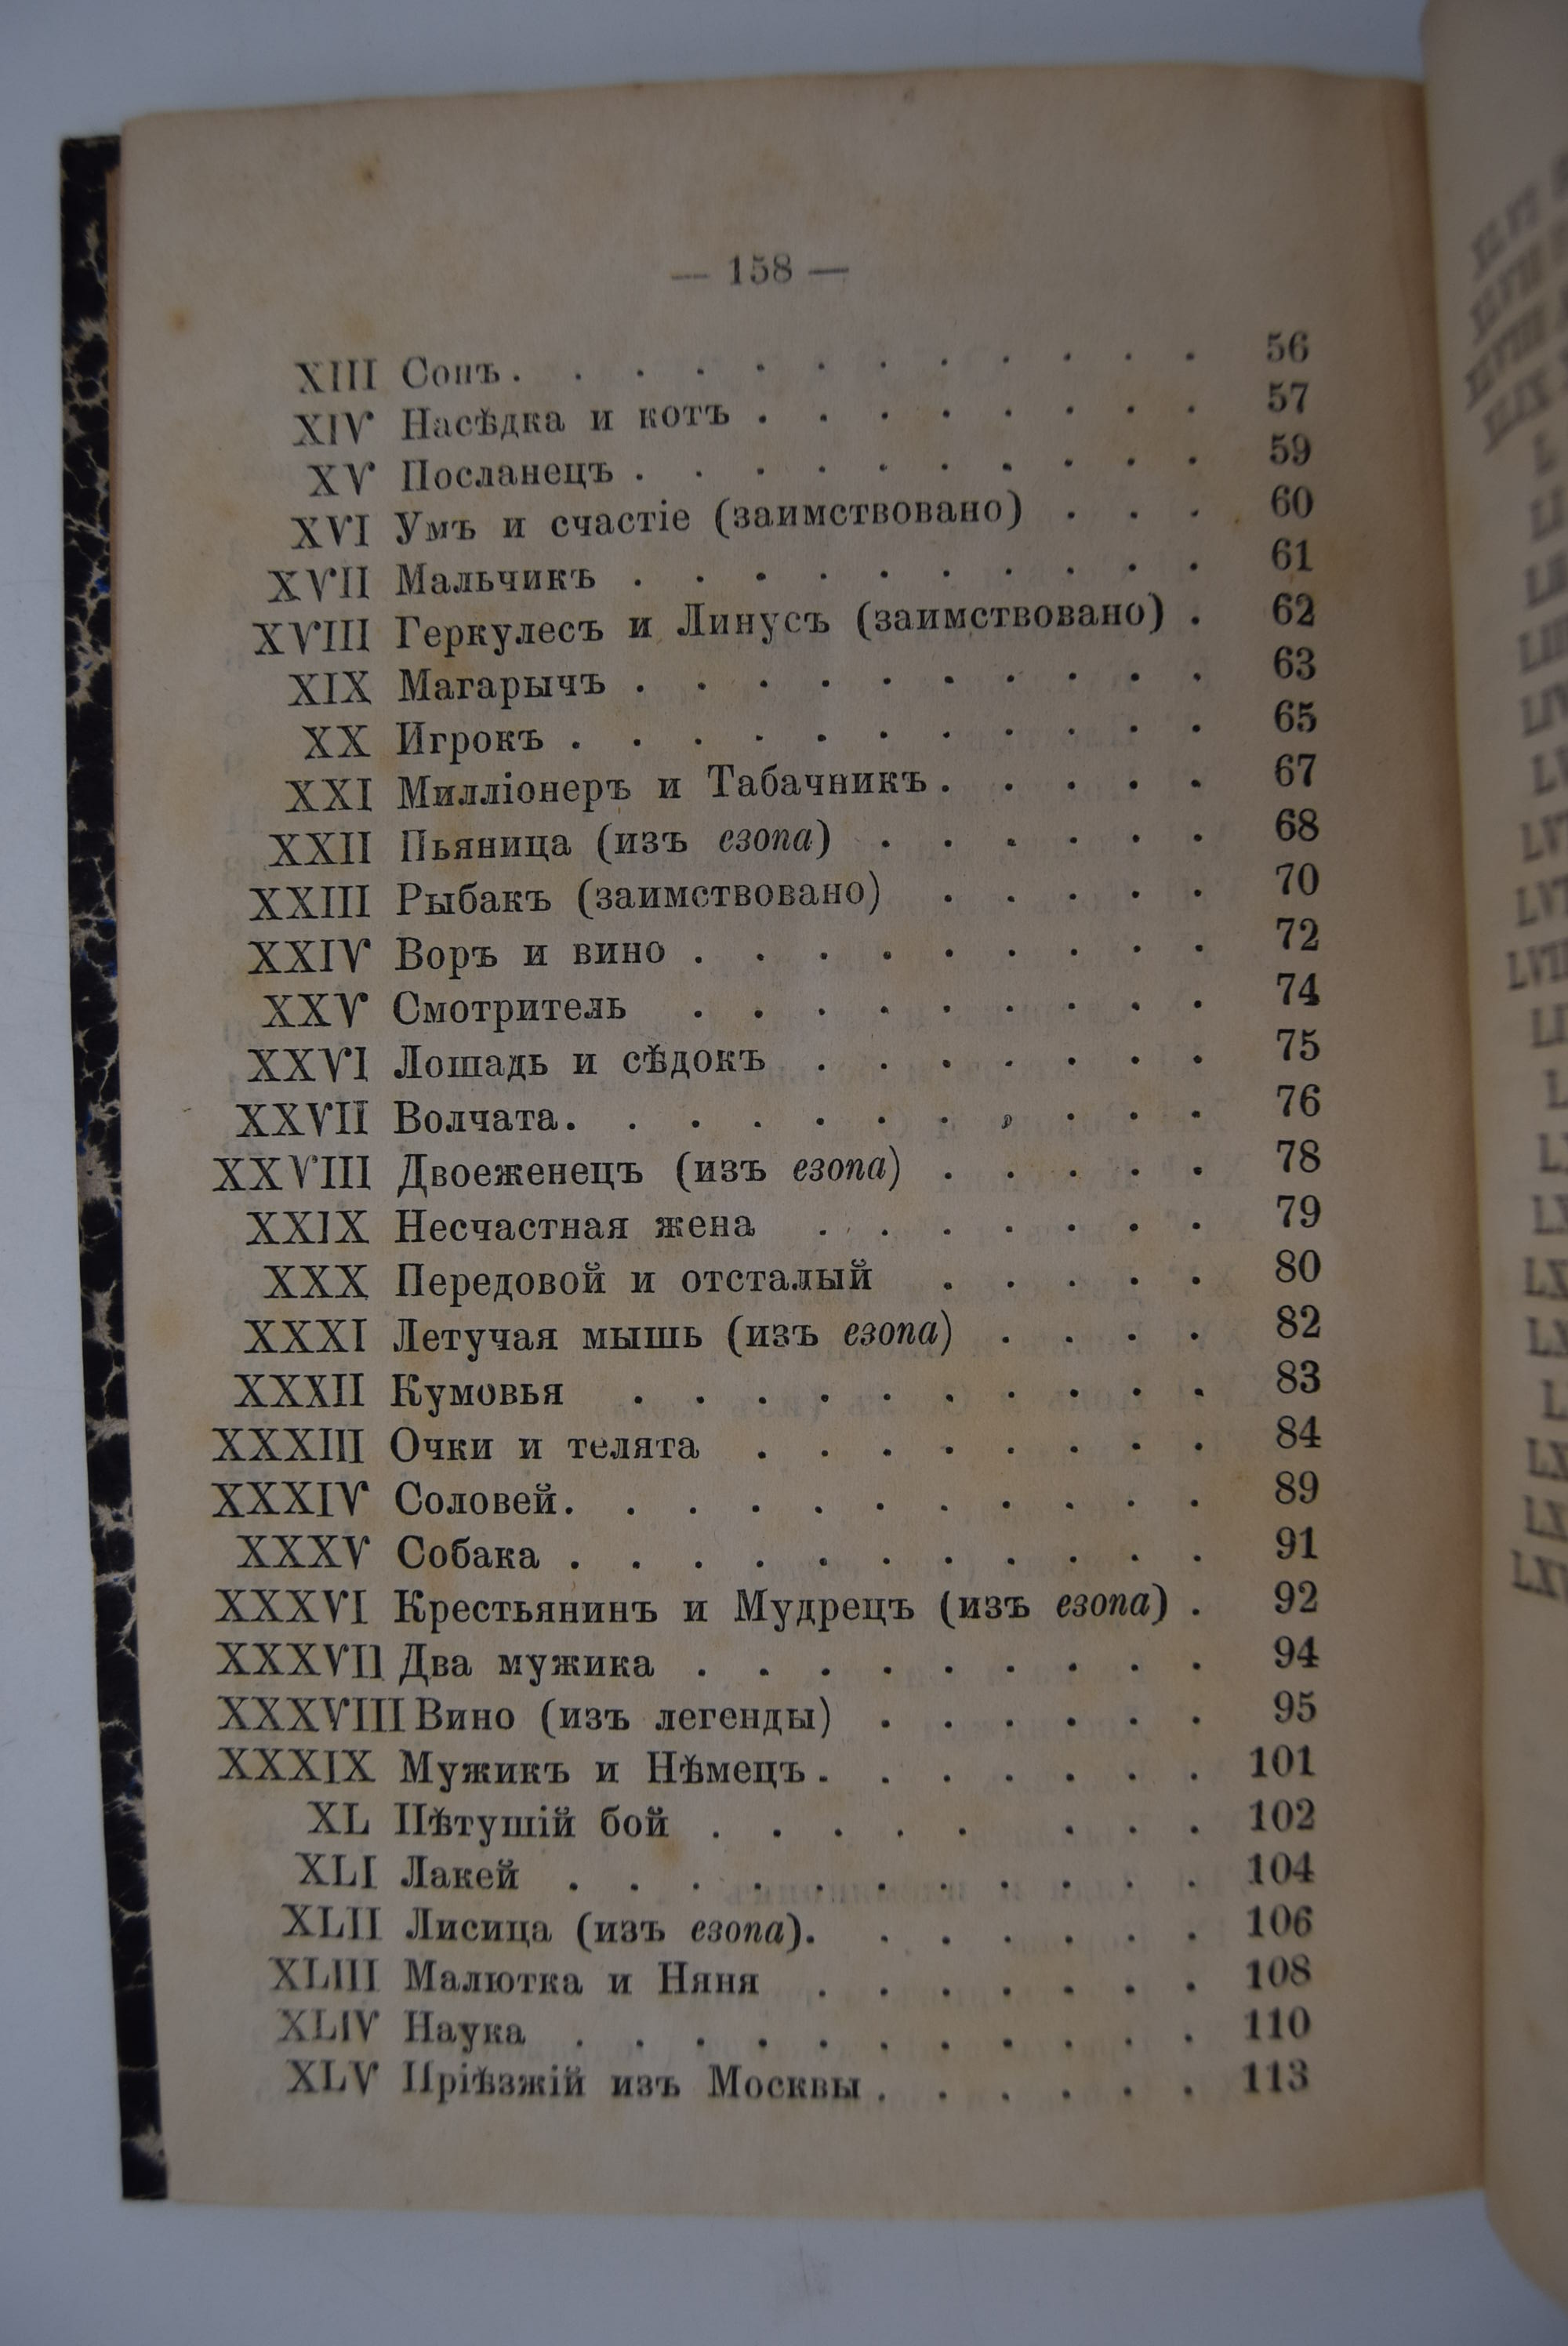 — 158 —
XIII Сонъ. . . . . . . . . . . . 56
XIV Насѣдка и котъ . . . . . . . . 57
XV Посланецъ . . . . . . . . . . 59
XVI Умъ и счастіе (заимствовано) . . . 60
XVII Мальчикъ . . . . . . . . . . 61
XVIII Геркулесъ и Линусъ (заимствовано) . 62
XIX Магарычъ . . . . . . . . . . 63
XX Игрокъ . . . . . . . . . . . 65
XXI Милліонеръ и Табачникъ. . . . . 67
XXII Пьяница (изъ езопа) . . . . . . 68
XXIII Рыбакъ (заимствовано) . . . . . 70
XXIV Воръ и вино . . . . . . . . . 72
XXV Смотритель . . . . . . . . . 74
XXVI Лошадь и сѣдокъ . . . . . . . 75
XXVII Волчата. . . . . . . . . . . 76
XXVIII Двоеженецъ (изъ езопа) . . . . . 78
XXIX Несчастная жена . . . . . . . 79
XXX Передовой и отсталый . . . . . 80
XXXI Летучая мышь (изъ езопа) . . . . 82
XXXII Кумовья . . . . . . . . . . 83
XXXIII Очки и телята . . . . . . . . 84
XXXIV Соловей. . . . . . . . . . . 89
XXXV Собака . . . . . . . . . . . 91
XXXVI Крестьянинъ и Мудрецъ (изъ езопа) . 92
XXXVII Два мужика . . . . . . . . . 94
XXXVIII Вино (изъ легенды) . . . . . . 95
XXXIX Мужикъ и Нѣмецъ. . . . . . . 101
XL Пѣтушій бой . . . . . . . . 102
XLI Лакей . . . . . . . . . . . 104
XLII Лисица (изъ езопа). . . . . . . 106
XLIII Малютка и Няня . . . . . . . 108
XLIV Наука . . . . . . . . . . . 110
XLV Пріѣзжій изъ Москвы . . . . . . 113